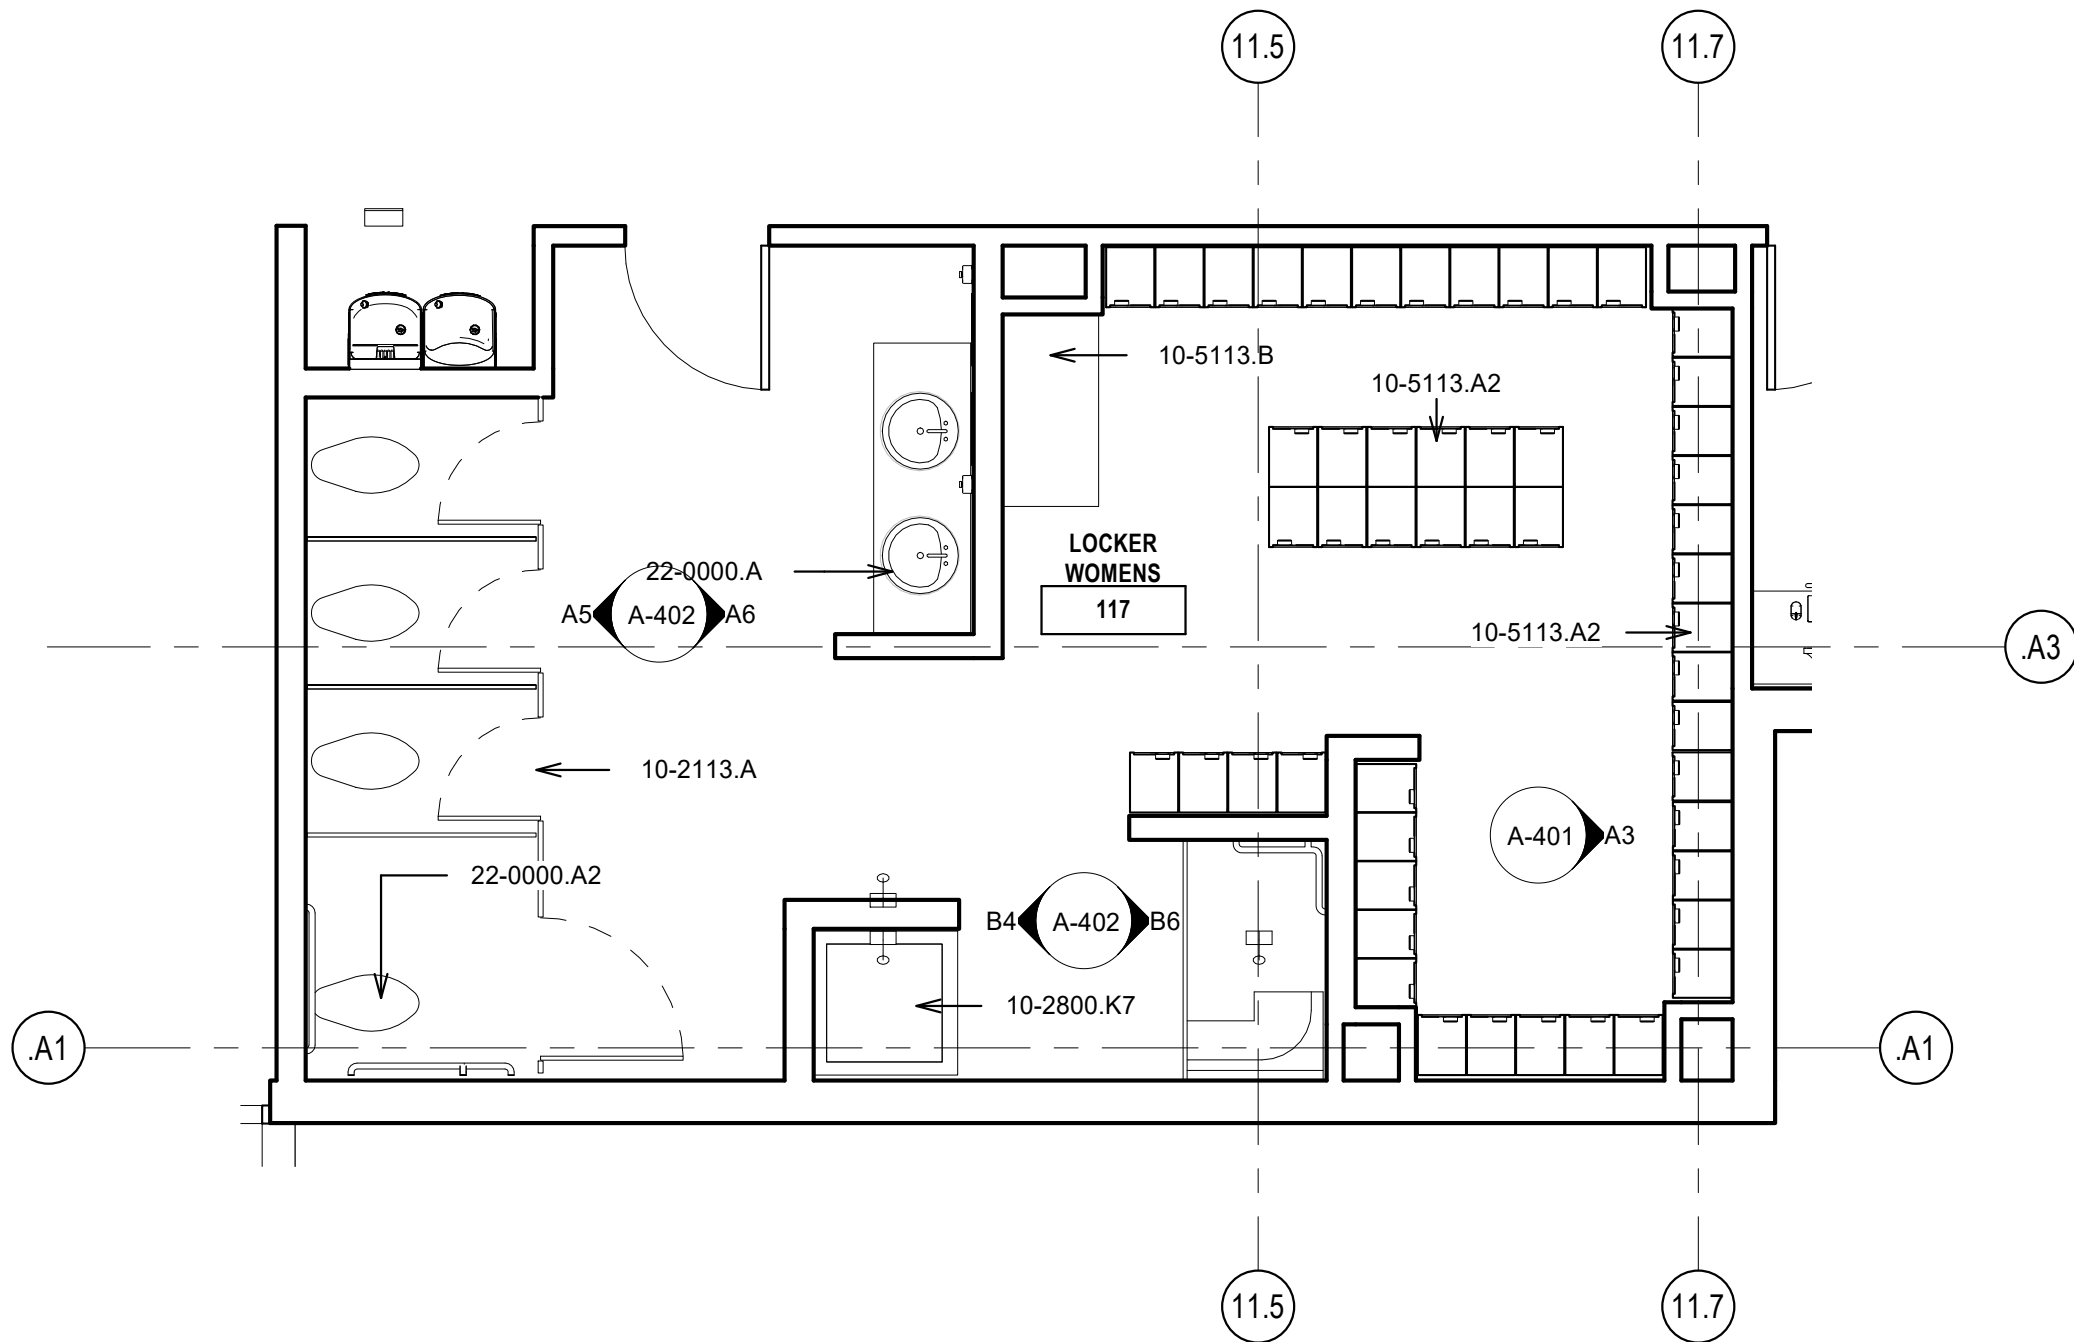 11.5
11.7
10-5113.B
10-5113.A2
LOCKER
WOMENS
117
22-0000.A
A5
A-402
A6
10-5113.A2
.A3
10-2113.A
A-401
A3
22-0000.A2
B4
A-402
B6
10-2800.K7
.A1
.A1
11.5
11.7